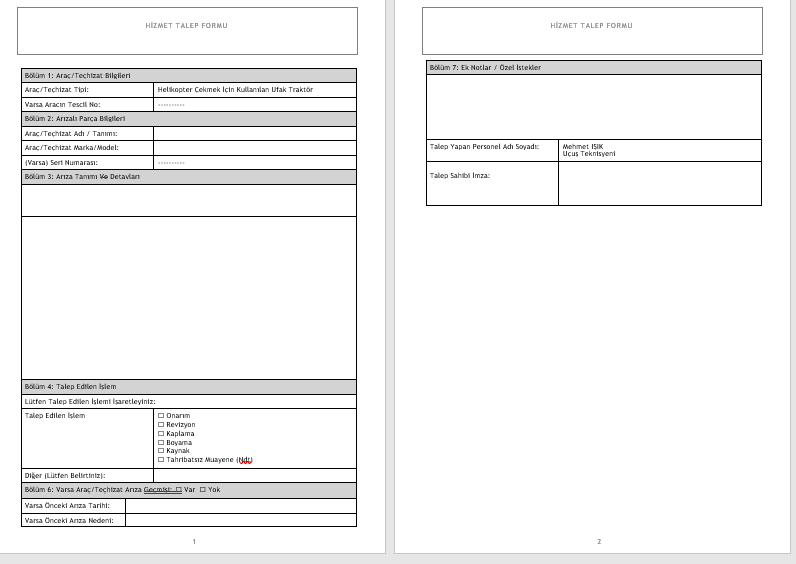 HİZMET TALEP FORMU
Bölüm 1: Araç/Teçhizat Bilgileri
Araç/Teçhizat Tipi: Helikopter Çekmek İçin Kullanılan Ufak Traktör
Varsa Aracın Tescil No: ----------
Bölüm 2: Arızalı Parça Bilgileri
Araç/Teçhizat Adı / Tanımı:
Araç/Teçhizat Marka/Model:
(Varsa) Seri Numarası: ----------
Bölüm 3: Arıza Tanımı Ve Detayları
Bölüm 4: Talep Edilen İşlem
Lütfen Talep Edilen İşlemi İşaretleyiniz:
Talep Edilen İşlem
☐ Onarım
☐ Revizyon
☐ Kaplama
☐ Boyama
☐ Kaynak
☐ Tahribatsız Muayene (Ndt)
Diğer (Lütfen Belirtiniz):
Bölüm 6: Varsa Araç/Teçhizat Arıza Geçmişi: ☐ Var ☐ Yok
Varsa Önceki Arıza Tarihi:
Varsa Önceki Arıza Nedeni:
1
HİZMET TALEP FORMU
Bölüm 7: Ek Notlar / Özel İstekler
Talep Yapan Personel Adı Soyadı: Mehmet IŞIK
Uçuş Teknisyeni
Talep Sahibi İmza:
2